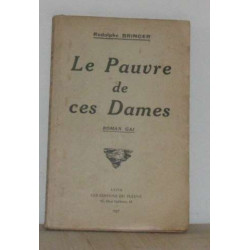 Rodolphe BRINGER
Le Pauvre
de
ces Dames
ROMAN GAI